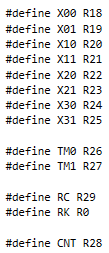 #define X00 R18
#define X01 R19
#define X10 R20
#define X11 R21
#define X20 R22
#define X21 R23
#define X30 R24
#define X31 R25
#define TM0 R26
#define TM1 R27
#define RC R29
#define RK R0
#define CNT R28